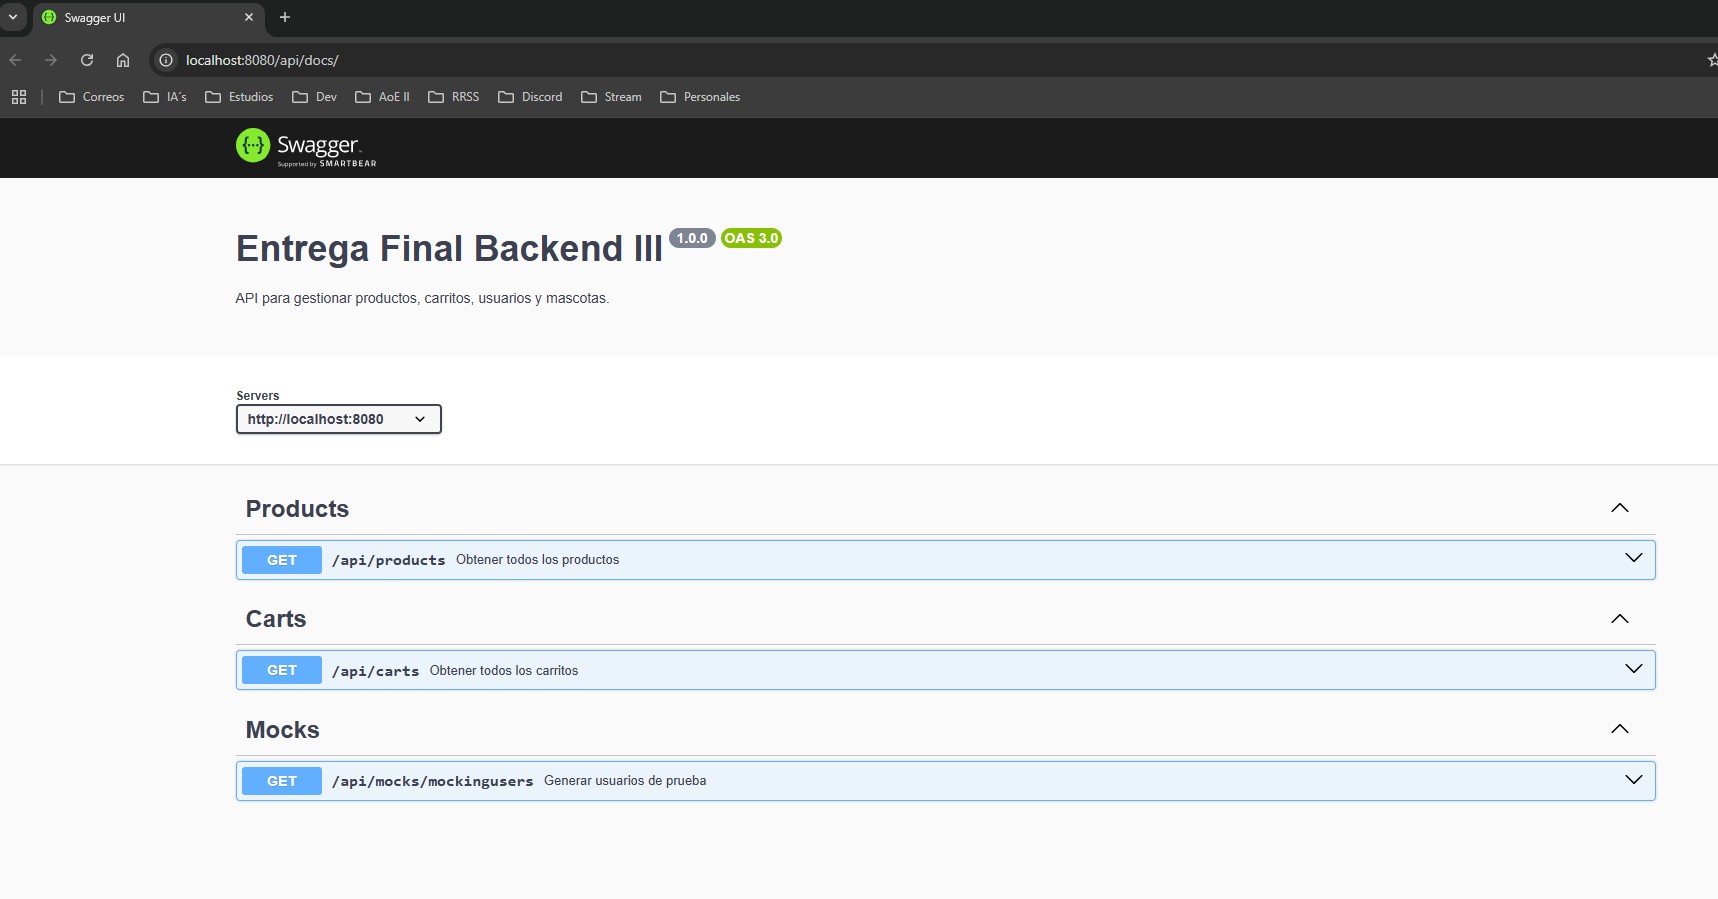 Swagger UI
localhost:8080/api/docs/
Correos IA´s Estudios Dev AoE II RRSS Discord Stream Personales
Swagger.
Supported by SMARTBEAR
Entrega Final Backend III 1.0.0 OAS 3.0
API para gestionar productos, carritos, usuarios y mascotas.
Servers
http://localhost:8080
Products
GET /api/products Obtener todos los productos
Carts
GET /api/carts Obtener todos los carritos
Mocks
GET /api/mocks/mockingusers Generar usuarios de prueba